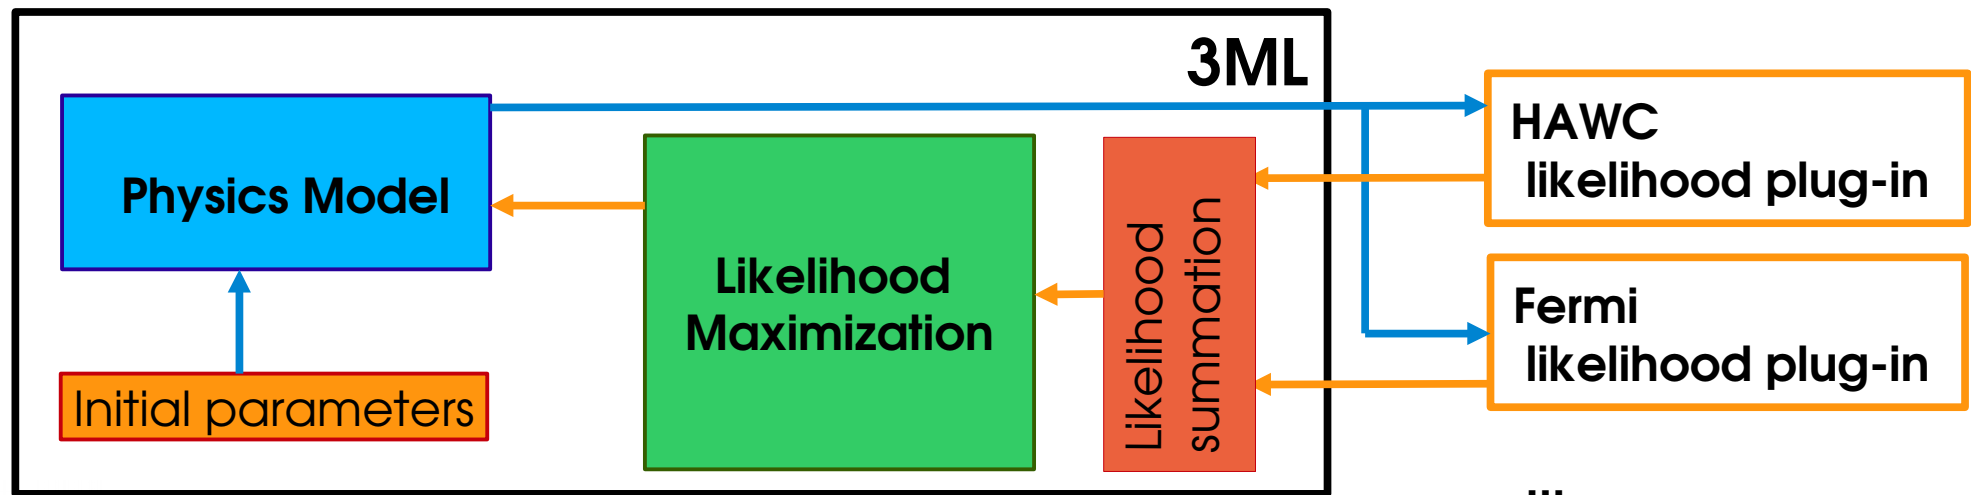 3ML
Physics Model
Initial parameters
Likelihood
Maximization
Likelihood
summation
HAWC
likelihood plug-in
Fermi
likelihood plug-in
...